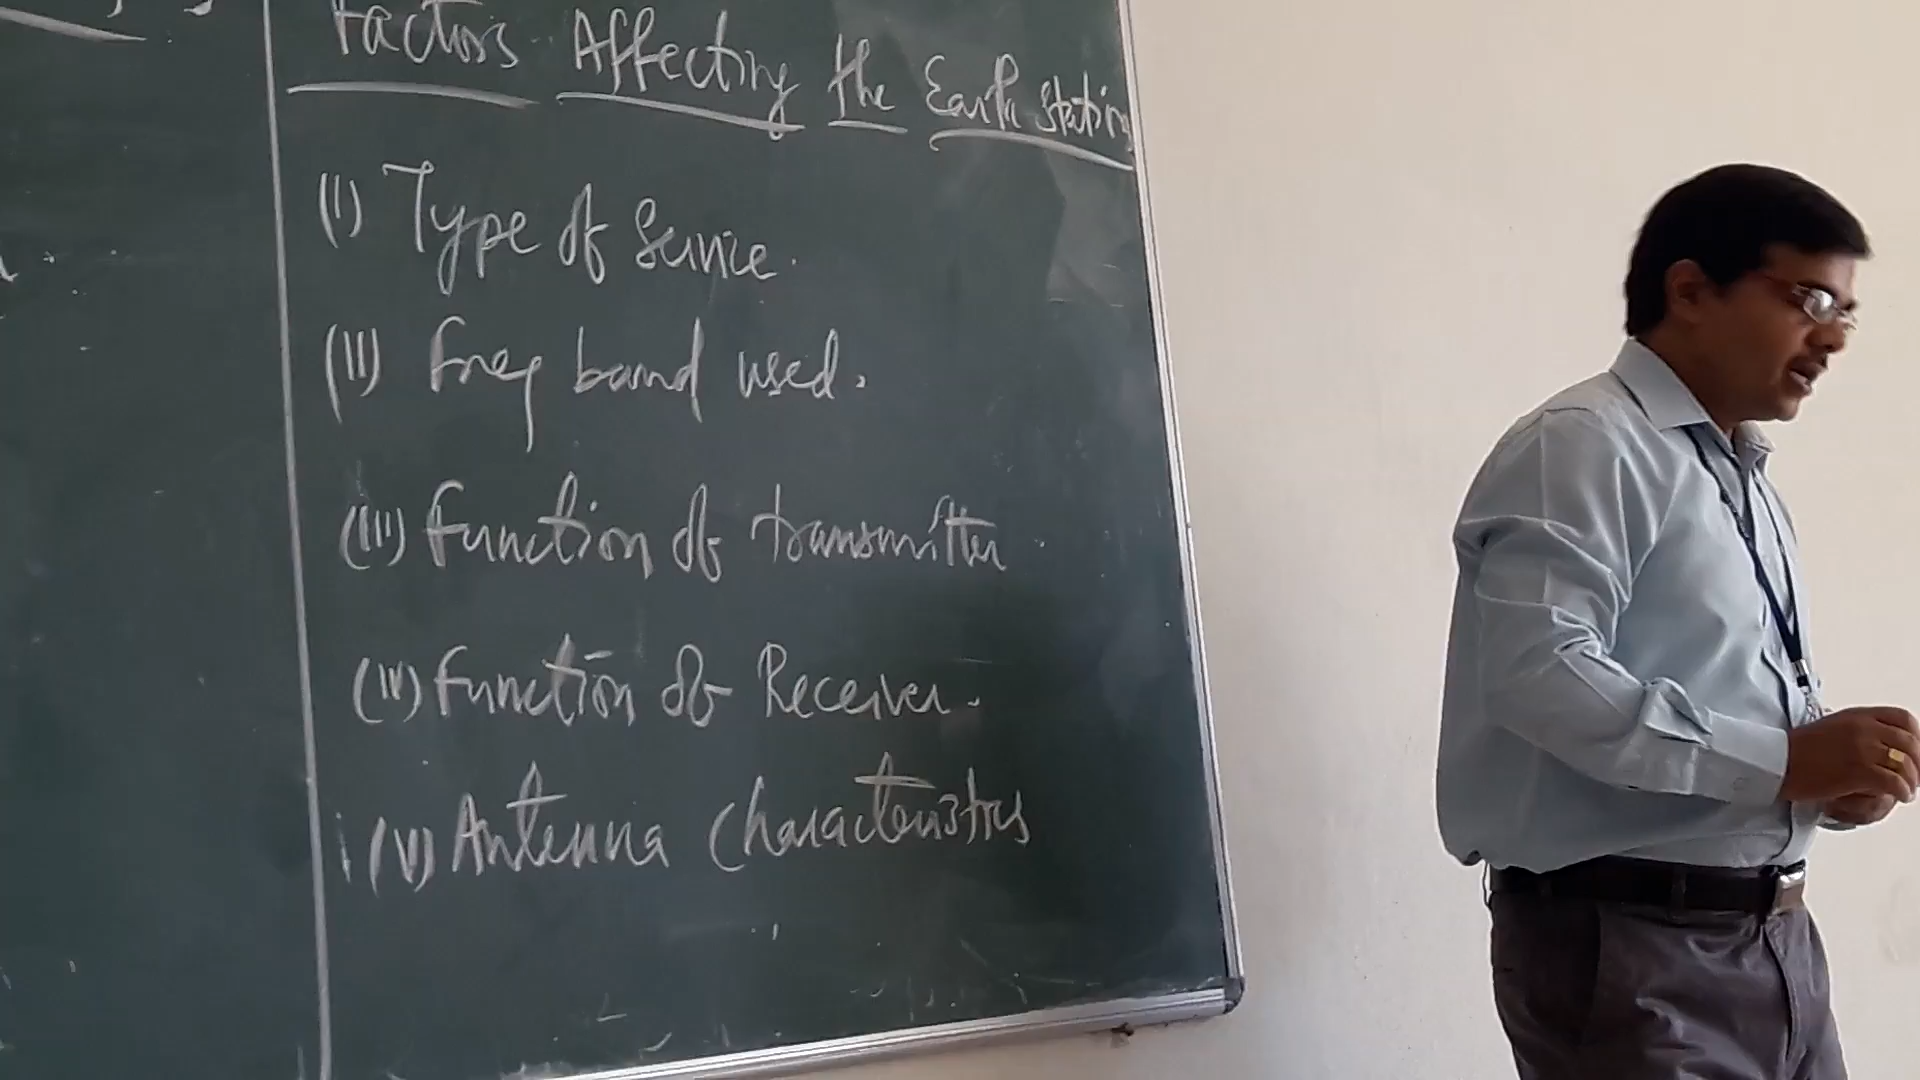 Factors Affecting the Earth Station
(I) Type of Service.
(II) Freq band used.
(III) Function of transmitter
(IV) Function of Receiver.
(V) Antenna Characteristics